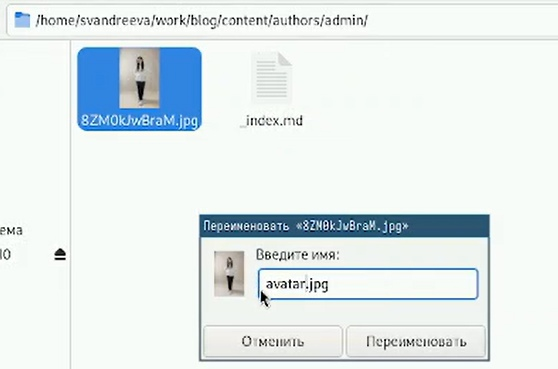 /home/svandreeva/work/blog/content/authors/admin/
8ZM0kJwBraM.jpg
_index.md
ема
Ю
Переименовать «8ZM0kJwBraM.jpg»
Введите имя:
avatar.jpg
Отменить
Переименовать